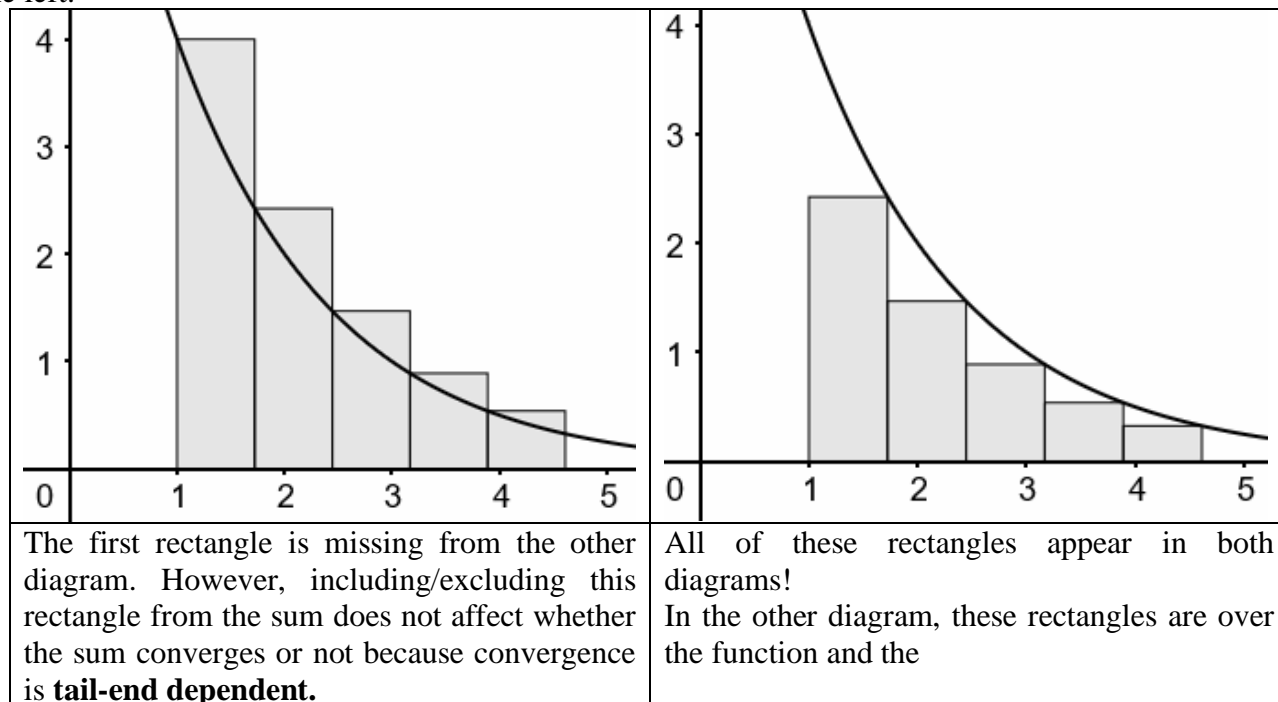 4
3
2
1
0
1
2
3
4
5
4
3
2
1
0
1
2
3
4
5
The first rectangle is missing from the other
diagram. However, including/excluding this
rectangle from the sum does not affect whether
the sum converges or not because convergence
is tail-end dependent.
All of these rectangles appear in both
diagrams!
In the other diagram, these rectangles are over
the function and the